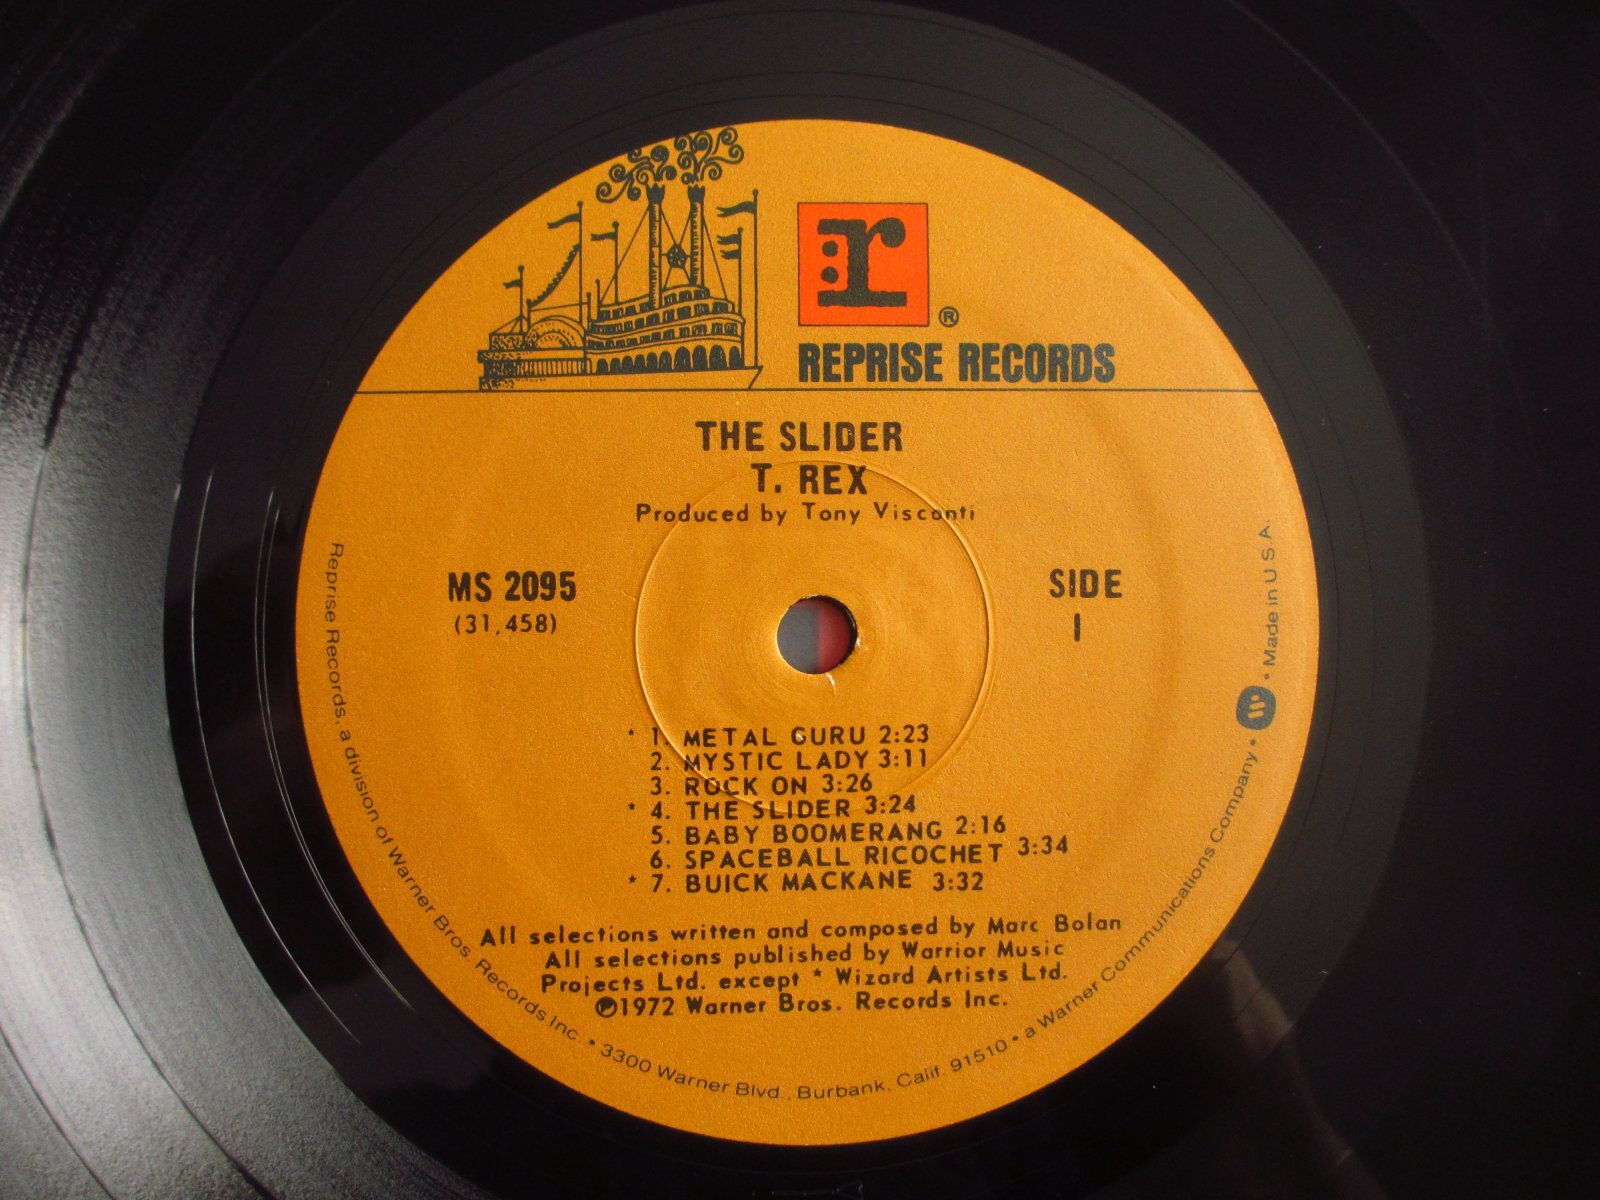 r
®
REPRISE RECORDS
THE SLIDER
T. REX
Produced by Tony Visconti
MS 2095
(31,458)
SIDE
1
* 1. METAL GURU 2:23
2. MYSTIC LADY 3:11
3. ROCK ON 3:26
* 4. THE SLIDER 3:24
5. BABY BOOMERANG 2:16
6. SPACEBALL RICOCHET 3:34
* 7. BUICK MACKANE 3:32
All selections written and composed by Marc Bolan
All selections published by Warrior Music
Projects Ltd. except * Wizard Artists Ltd.
℗1972 Warner Bros. Records Inc.
Reprise Records, a division of Warner Bros. Records Inc. • 3300 Warner Blvd., Burbank, Calif. 91510 • a Warner Communications Company • W • Made in U.S.A.